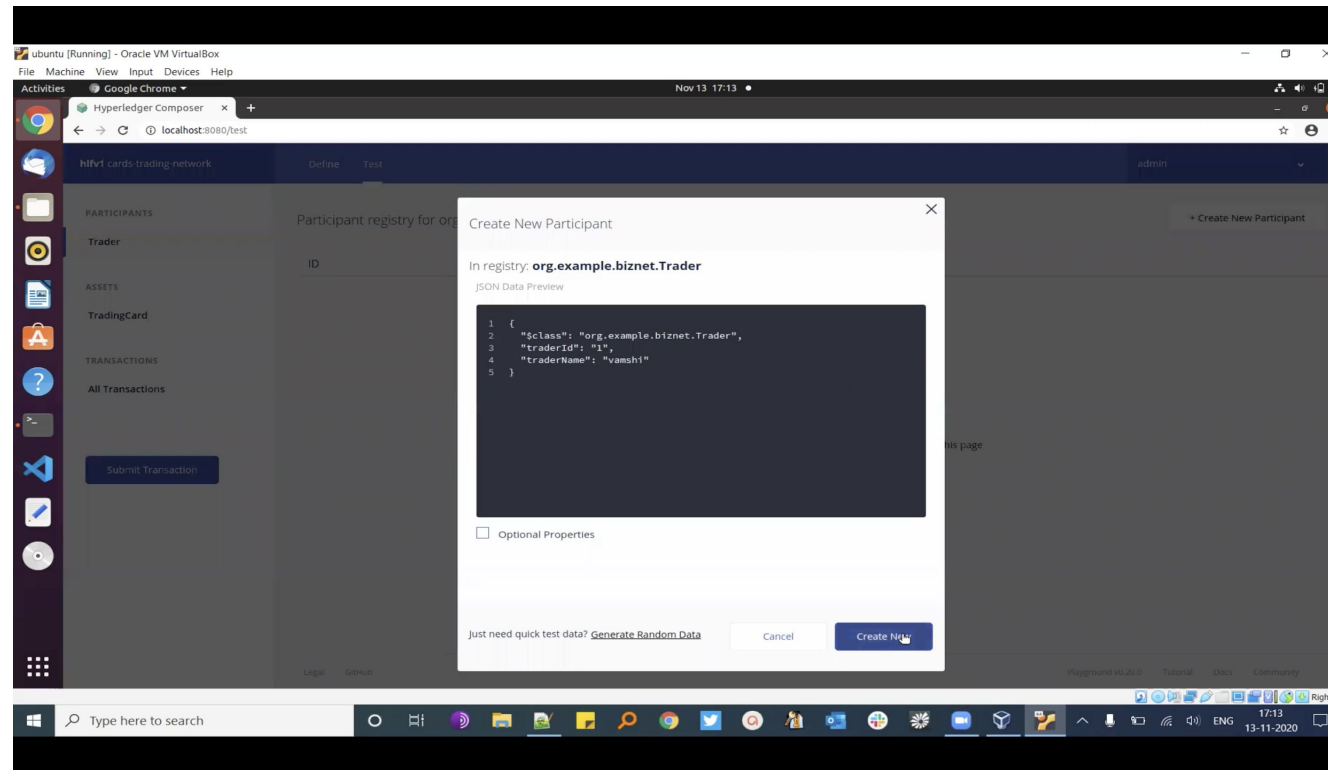 ubuntu [Running] - Oracle VM VirtualBox
File Machine View Input Devices Help
Activities Google Chrome Nov 13 17:13
Hyperledger Composer
localhost:8080/test
hlfv1 cards-trading-network Define Test admin
PARTICIPANTS
Trader
ASSETS
TradingCard
TRANSACTIONS
All Transactions
Submit Transaction
Participant registry for org
+ Create New Participant
ID
his page
Create New Participant
In registry: org.example.biznet.Trader
JSON Data Preview
1 {
2 "$class": "org.example.biznet.Trader",
3 "traderId": "1",
4 "traderName": "vamshi"
5 }
Optional Properties
Just need quick test data? Generate Random Data Cancel Create New
Legal GitHub Playground v0.20.9 Tutorial Docs Community
Righ
Type here to search
ENG 17:13
13-11-2020